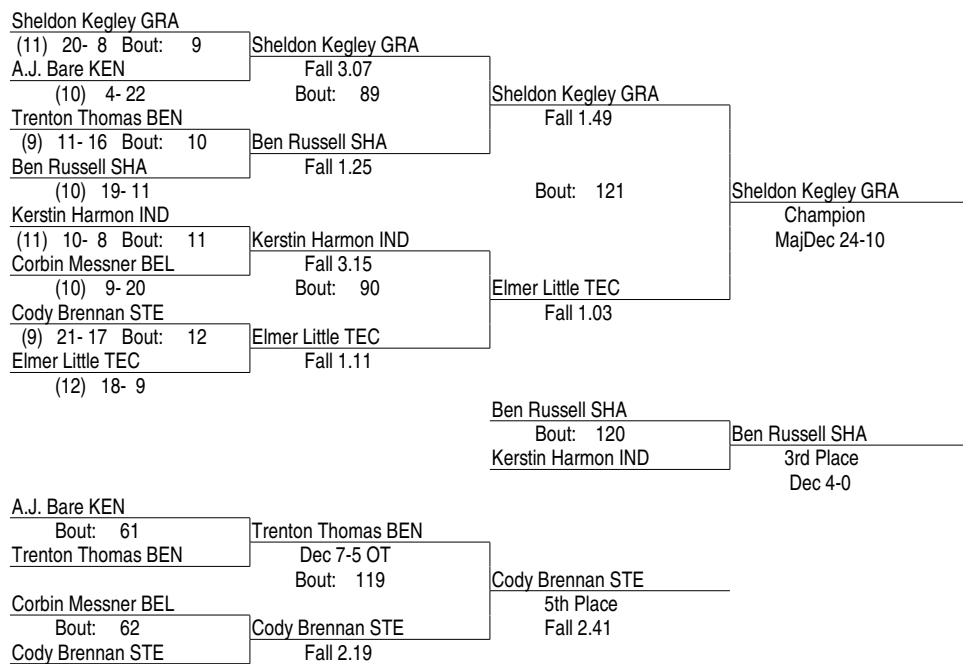 Sheldon Kegley GRA
(11) 20- 8 Bout: 9 Sheldon Kegley GRA
A.J. Bare KEN Fall 3.07
(10) 4- 22 Bout: 89 Sheldon Kegley GRA
Trenton Thomas BEN Fall 1.49
(9) 11- 16 Bout: 10 Ben Russell SHA
Ben Russell SHA Fall 1.25
(10) 19- 11 Bout: 121 Sheldon Kegley GRA
Kerstin Harmon IND Champion
(11) 10- 8 Bout: 11 Kerstin Harmon IND MajDec 24-10
Corbin Messner BEL Fall 3.15
(10) 9- 20 Bout: 90 Elmer Little TEC
Cody Brennan STE Fall 1.03
(9) 21- 17 Bout: 12 Elmer Little TEC
Elmer Little TEC Fall 1.11
(12) 18- 9
Ben Russell SHA
Bout: 120 Ben Russell SHA
Kerstin Harmon IND 3rd Place
Dec 4-0
A.J. Bare KEN
Bout: 61 Trenton Thomas BEN
Trenton Thomas BEN Dec 7-5 OT
Bout: 119 Cody Brennan STE
Corbin Messner BEL 5th Place
Bout: 62 Cody Brennan STE Fall 2.41
Cody Brennan STE Fall 2.19